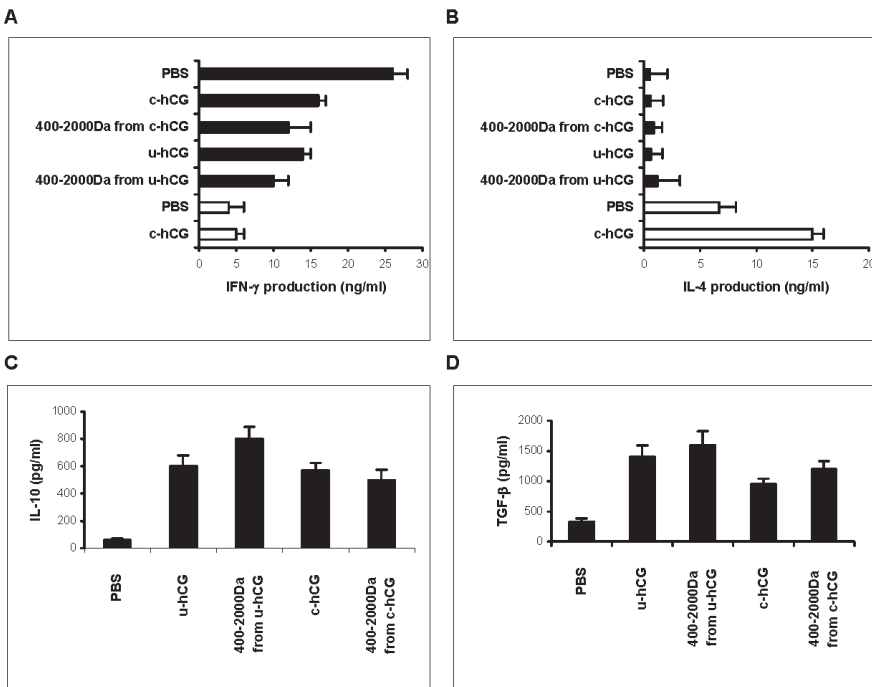 A
PBS
c-hCG
400-2000Da from c-hCG
u-hCG
400-2000Da from u-hCG
PBS
c-hCG
0 5 10 15 20 25 30
IFN-γ production (ng/ml)
B
PBS
c-hCG
400-2000Da from c-hCG
u-hCG
400-2000Da from u-hCG
PBS
c-hCG
0 5 10 15 20
IL-4 production (ng/ml)
C
IL-10 (pg/ml)
1000
800
600
400
200
0
PBS
u-hCG
400-2000Da
from u-hCG
c-hCG
400-2000Da
from c-hCG
D
TGF-β (pg/ml)
2000
1500
1000
500
0
PBS
u-hCG
400-2000Da
from u-hCG
c-hCG
400-2000Da
from c-hCG